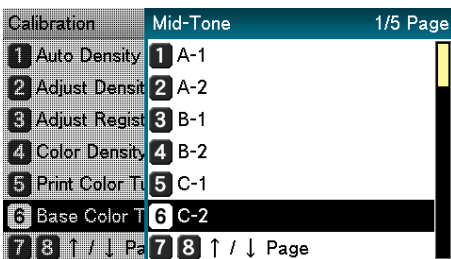 Calibration
1 Auto Density
2 Adjust Densit
3 Adjust Regist
4 Color Density
5 Print Color
6 Base Color
7 8 ↑ / ↓
Mid-Tone 1/5 Page
1 A-1
2 A-2
3 B-1
4 B-2
5 C-1
6 C-2
7 8 ↑ / ↓ Page